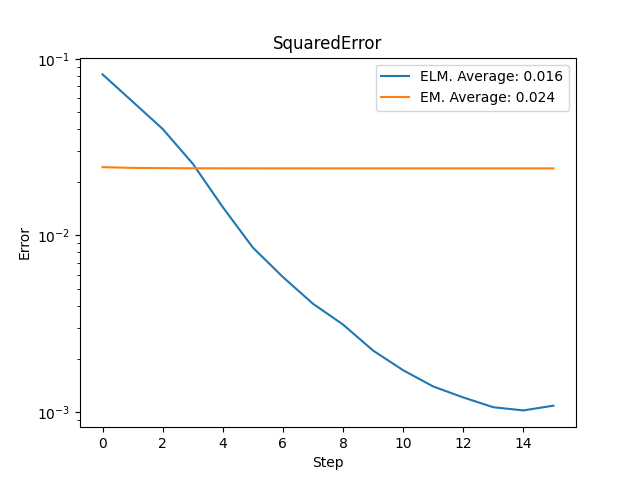 SquaredError
ELM. Average: 0.016
EM. Average: 0.024
Error
10⁻¹
10⁻²
10⁻³
0 2 4 6 8 10 12 14
Step